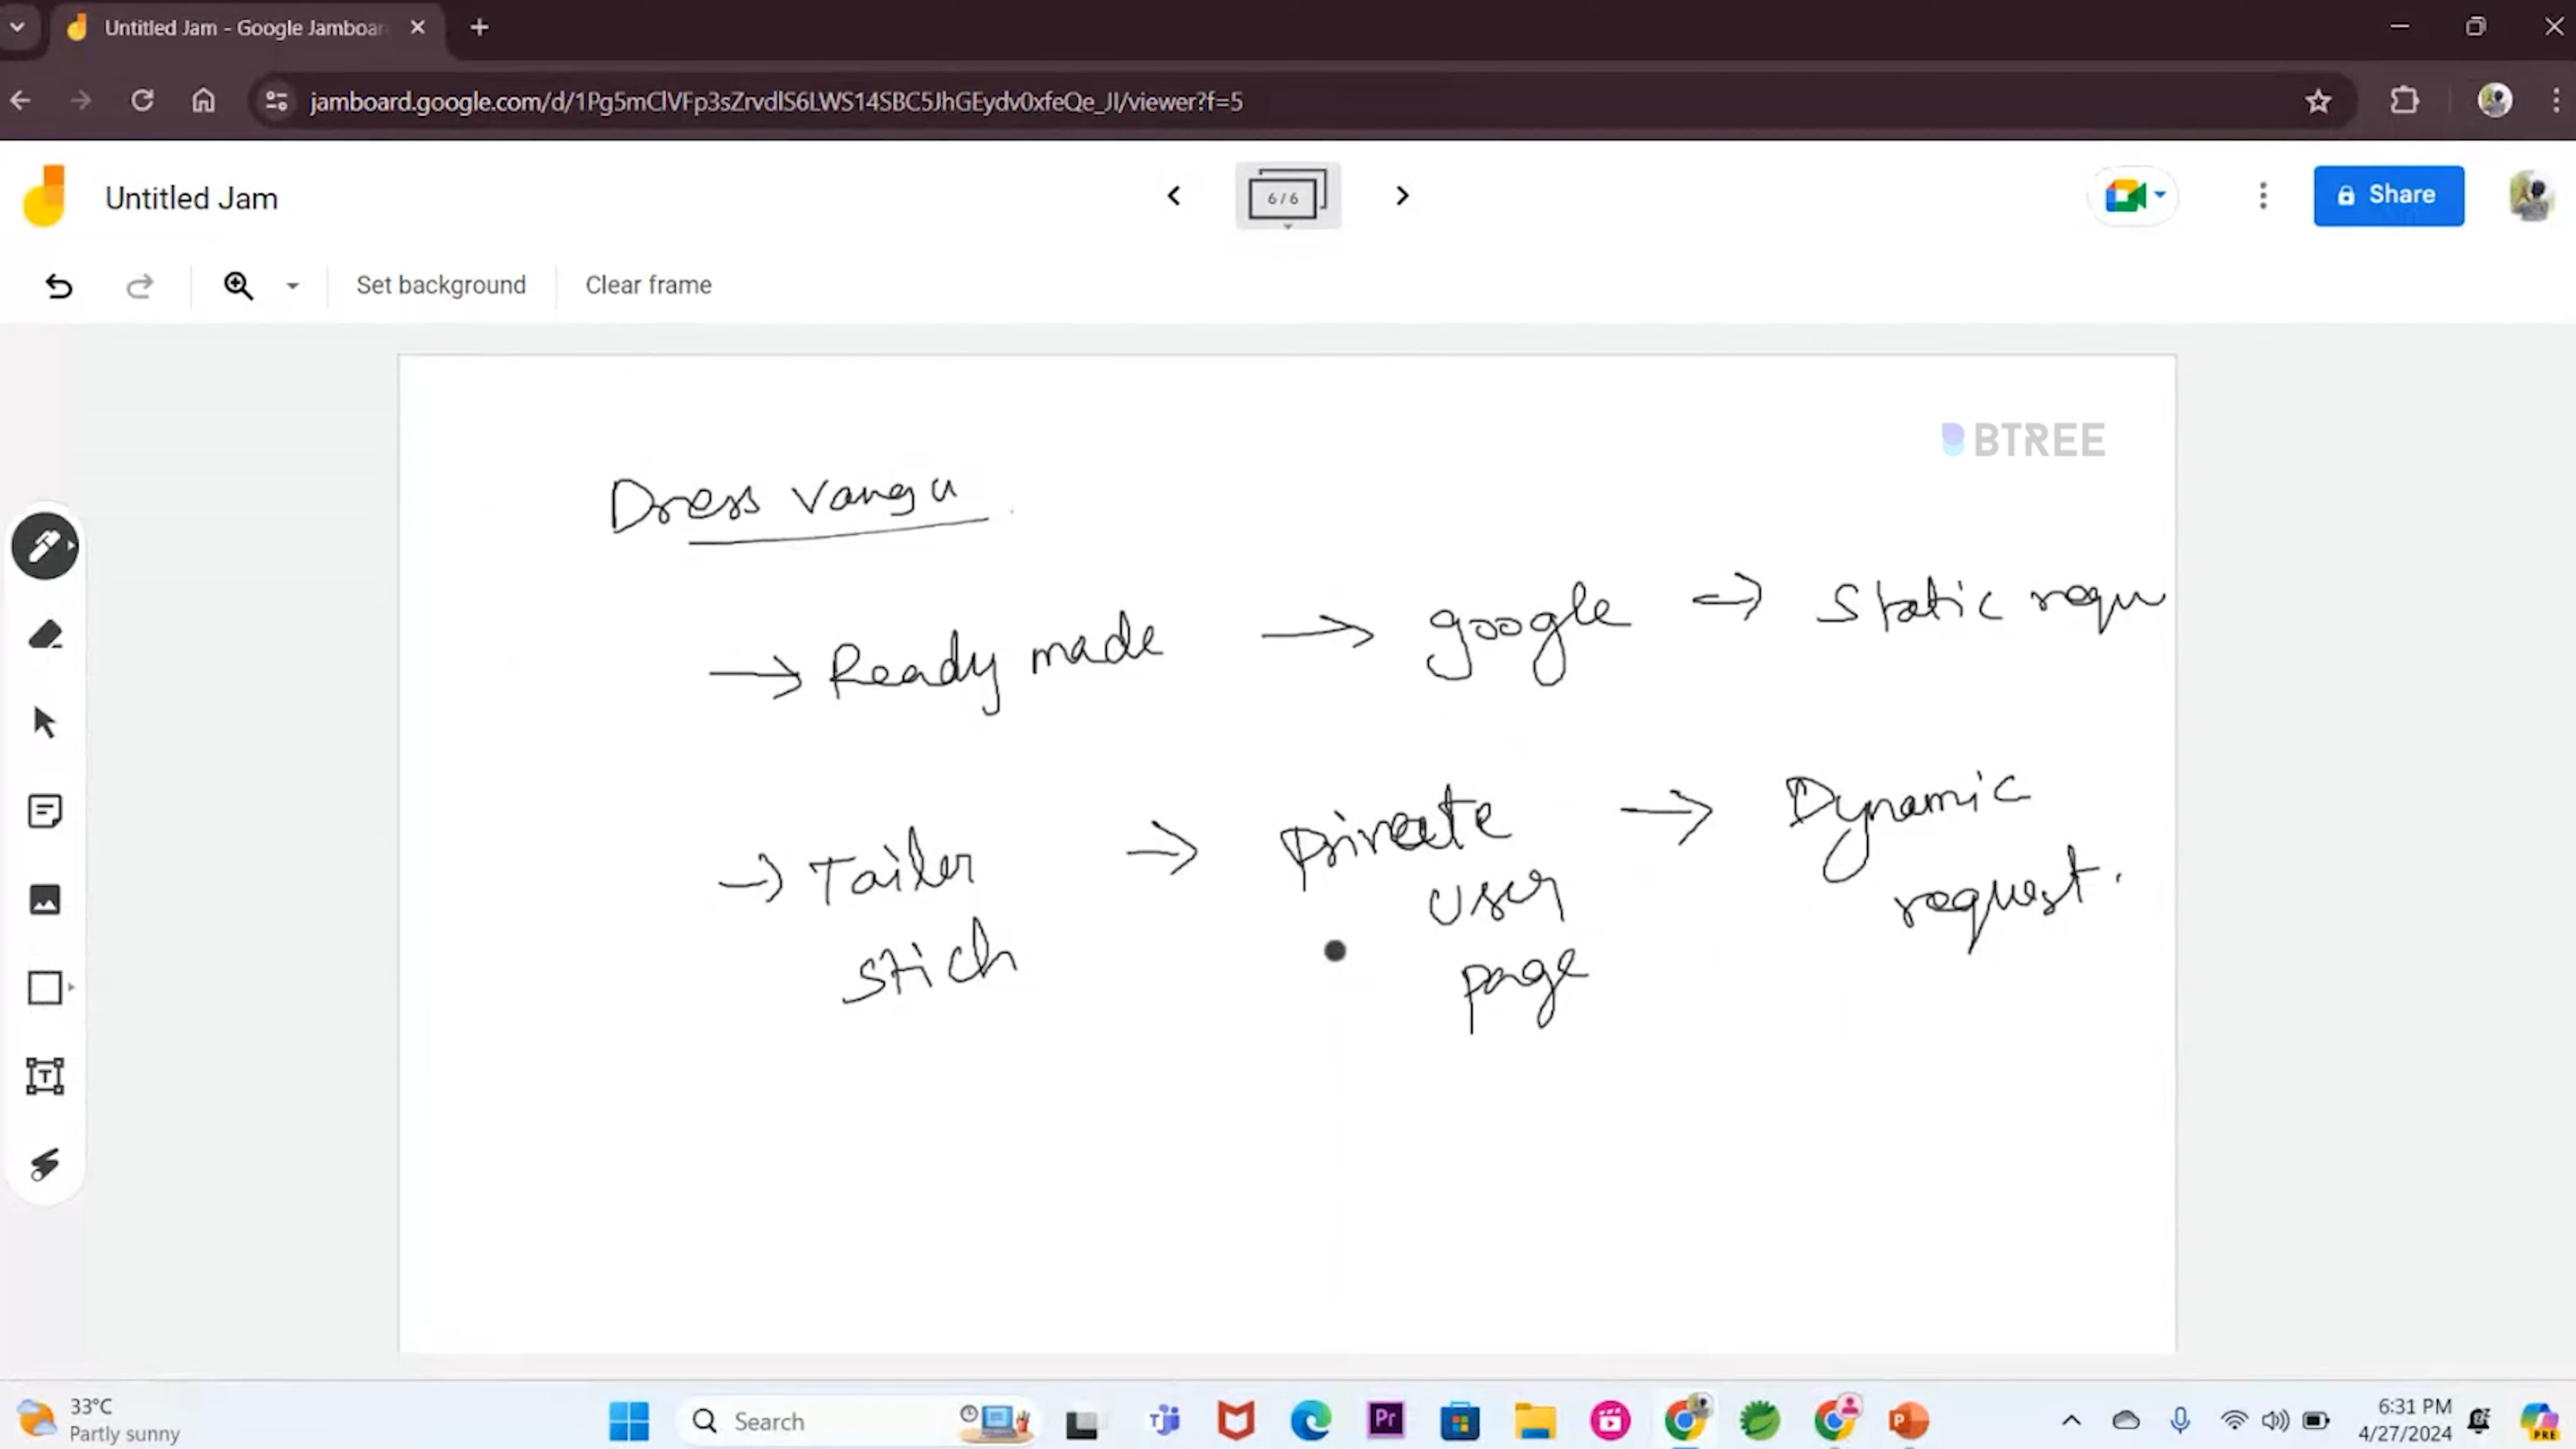 Untitled Jam - Google Jamboar
jamboard.google.com/d/1Pg5mClVFp3sZrvdlS6LWS14SBC5JhGEydv0xfeQe_JI/viewer?f=5
Untitled Jam
6 / 6
Share
Set background
Clear frame
BTREE
Dress vangu
→ Ready made → google → Static requ
→ Tailer → private → Dynamic
stich user request.
page
33°C
Partly sunny
Search
6:31 PM
4/27/2024